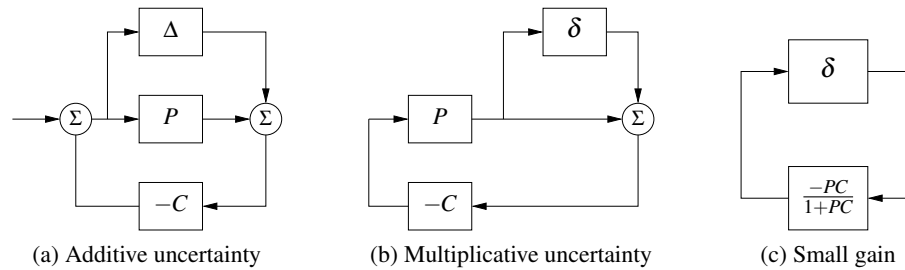 Δ
Σ
P
Σ
−C
(a) Additive uncertainty
δ
P
Σ
−C
(b) Multiplicative uncertainty
δ
−PC
1+PC
(c) Small gain